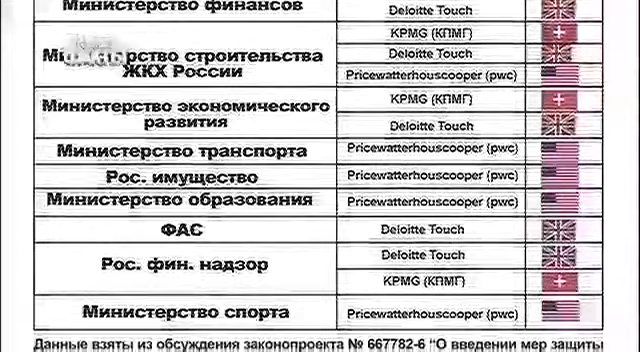 Министерство финансов
Deloitte Touch
Министерство строительства
ЖКХ России
KPMG (КПМГ)
Deloitte Touch
Pricewatterhouscooper (pwc)
Министерство экономического
развития
KPMG (КПМГ)
Deloitte Touch
Министерство транспорта
Pricewatterhouscooper (pwc)
Рос. имущество
Pricewatterhouscooper (pwc)
Министерство образования
Pricewatterhouscooper (pwc)
ФАС
Deloitte Touch
Рос. фин. надзор
Deloitte Touch
KPMG (КПМГ)
Министерство спорта
Pricewatterhouscooper (pwc)
Данные взяты из обсуждения законопроекта № 667782-6 "О введении мер защиты